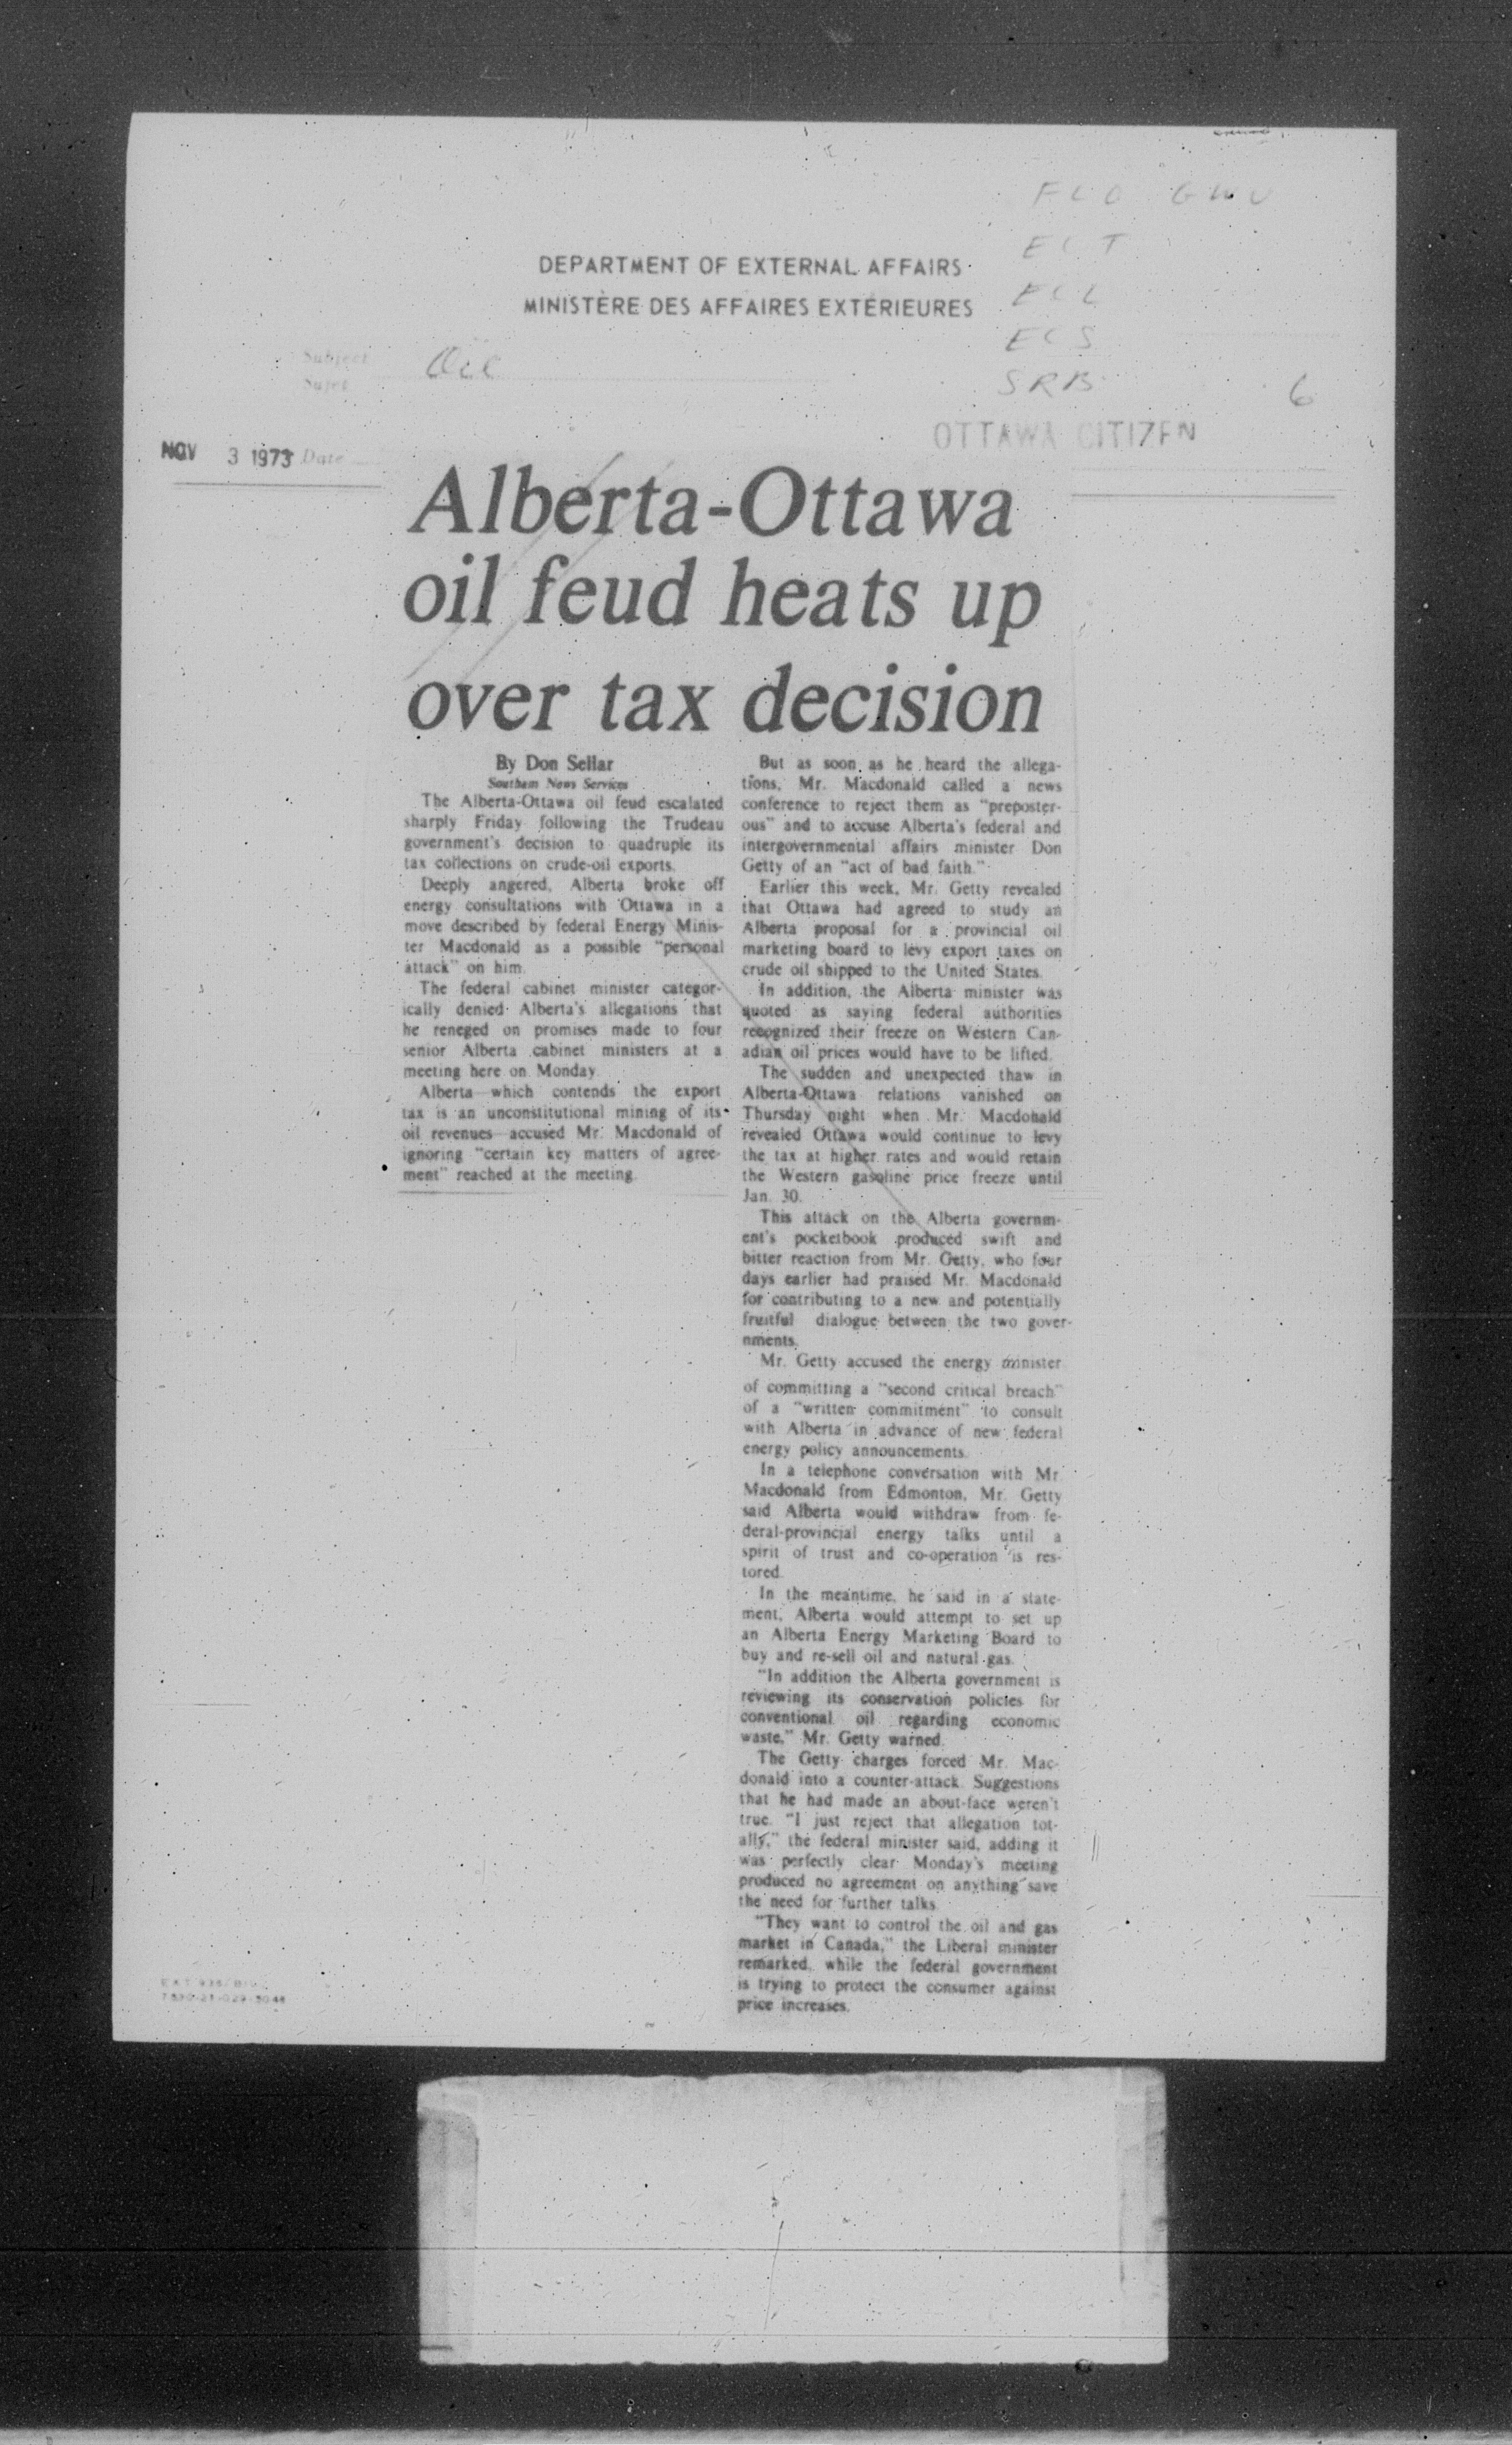 FCO GWU
ECT
ECL
ECS
SRB
6
DEPARTMENT OF EXTERNAL AFFAIRS
MINISTÈRE DES AFFAIRES EXTÉRIEURES
Subject
Sujet
Oil
OTTAWA CITIZEN
NOV 3 1973 Date
Alberta-Ottawa
oil feud heats up
over tax decision
By Don Sellar
Southam News Services
The Alberta-Ottawa oil feud escalated
sharply Friday following the Trudeau
government's decision to quadruple its
tax collections on crude-oil exports.
Deeply angered, Alberta broke off
energy consultations with Ottawa in a
move described by federal Energy Minis-
ter Macdonald as a possible "personal
attack" on him.
The federal cabinet minister categor-
ically denied Alberta's allegations that
he reneged on promises made to four
senior Alberta cabinet ministers at a
meeting here on Monday.
Alberta which contends the export
tax is an unconstitutional mining of its
oil revenues accused Mr. Macdonald of
ignoring "certain key matters of agree-
ment" reached at the meeting.
But as soon as he heard the allega-
tions, Mr. Macdonald called a news
conference to reject them as "preposter-
ous" and to accuse Alberta's federal and
intergovernmental affairs minister Don
Getty of an "act of bad faith."
Earlier this week, Mr. Getty revealed
that Ottawa had agreed to study an
Alberta proposal for a provincial oil
marketing board to levy export taxes on
crude oil shipped to the United States.
In addition, the Alberta minister was
quoted as saying federal authorities
recognized their freeze on Western Can-
adian oil prices would have to be lifted.
The sudden and unexpected thaw in
Alberta-Ottawa relations vanished on
Thursday night when Mr. Macdonald
revealed Ottawa would continue to levy
the tax at higher rates and would retain
the Western gasoline price freeze until
Jan. 30.
This attack on the Alberta governm-
ent's pocketbook produced swift and
bitter reaction from Mr. Getty, who four
days earlier had praised Mr. Macdonald
for contributing to a new and potentially
fruitful dialogue between the two gover-
nments.
Mr. Getty accused the energy minister
of committing a "second critical breach"
of a "written commitment" to consult
with Alberta in advance of new federal
energy policy announcements.
In a telephone conversation with Mr.
Macdonald from Edmonton, Mr. Getty
said Alberta would withdraw from fe-
deral-provincial energy talks until a
spirit of trust and co-operation is res-
tored.
In the meantime, he said in a state-
ment, Alberta would attempt to set up
an Alberta Energy Marketing Board to
buy and re-sell oil and natural gas.
"In addition the Alberta government is
reviewing its conservation policies for
conventional oil regarding economic
waste," Mr. Getty warned.
The Getty charges forced Mr. Mac-
donald into a counter-attack. Suggestions
that he had made an about-face weren't
true. "I just reject that allegation tot-
ally," the federal minister said, adding it
was perfectly clear Monday's meeting
produced no agreement on anything save
the need for further talks.
"They want to control the oil and gas
market in Canada," the Liberal minister
remarked, while the federal government
is trying to protect the consumer against
price increases.